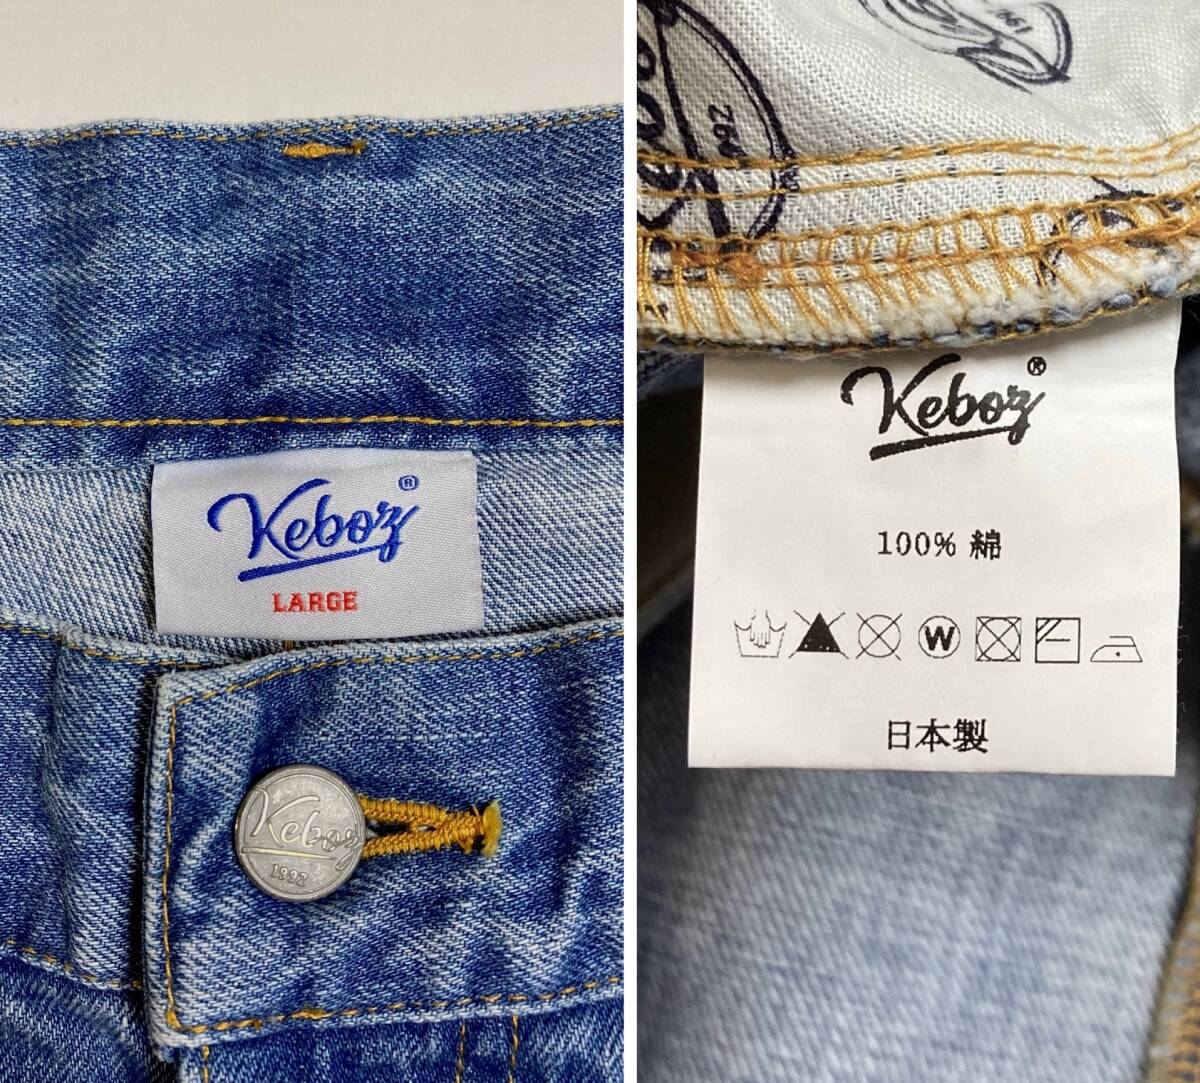 Keboz®
LARGE
Keboz
1992
Keboz®
100% 綿
W
日本製